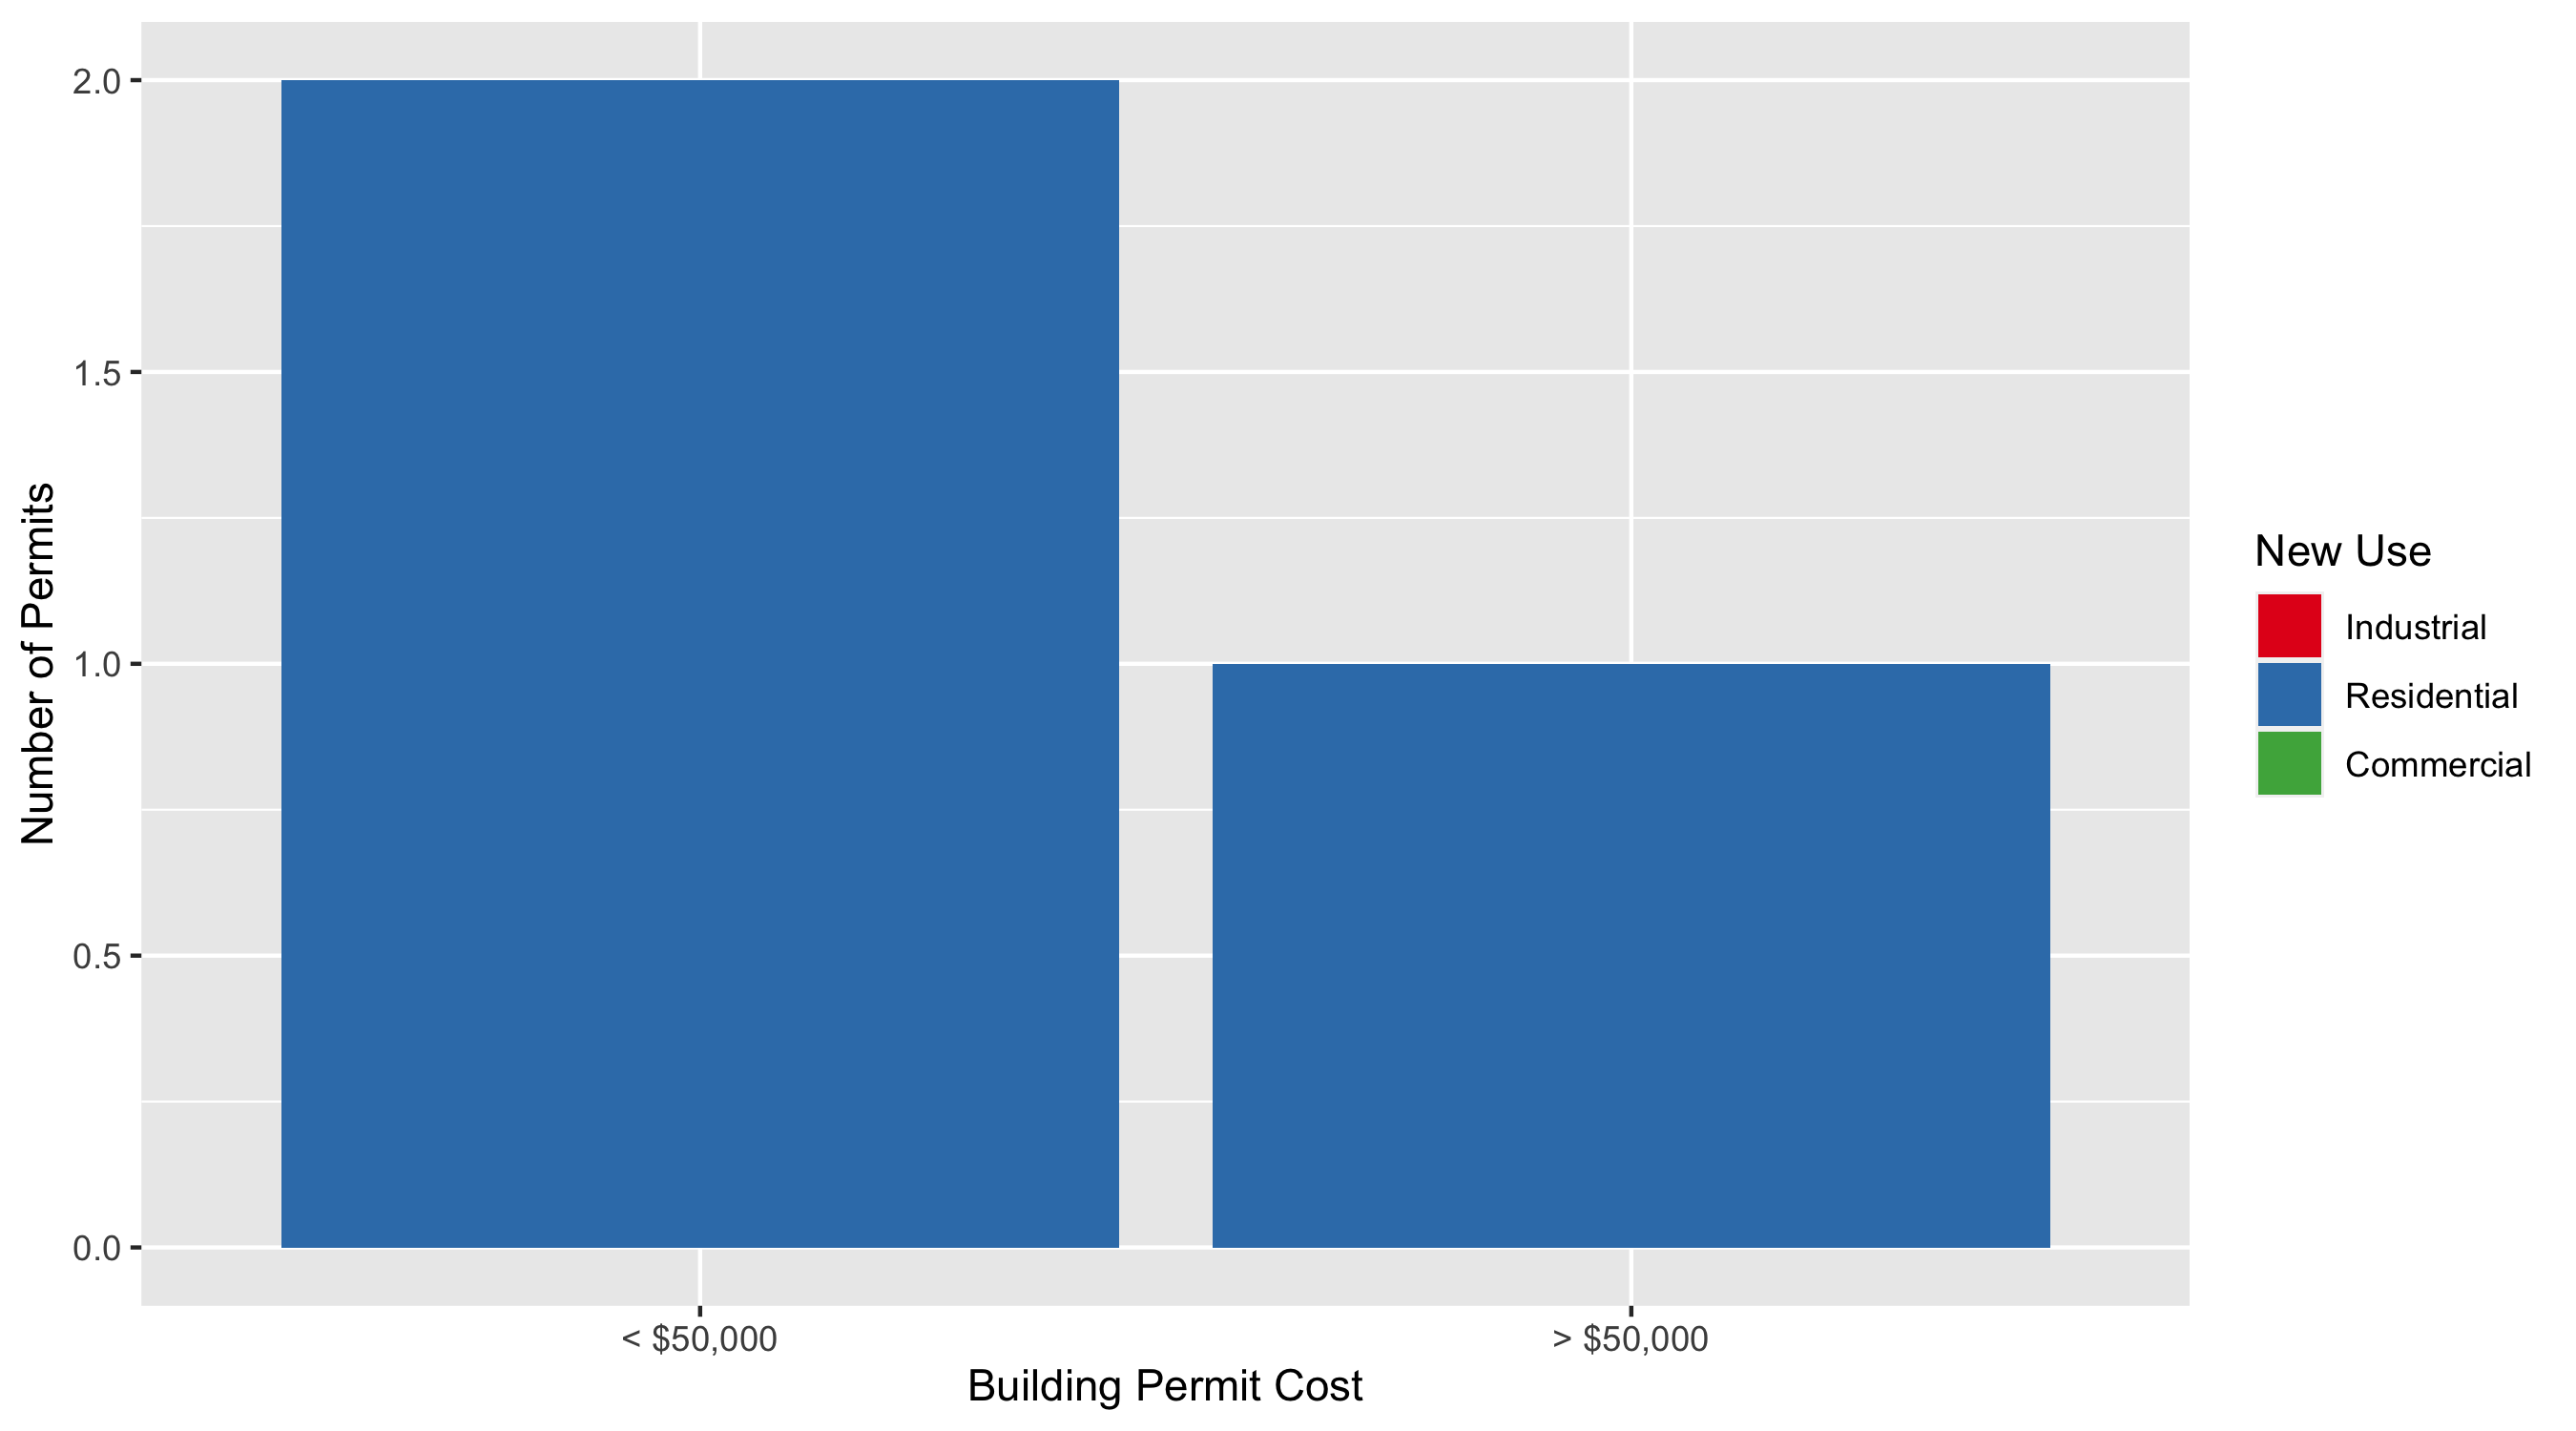 2.0
1.5
1.0
0.5
0.0
Number of Permits
< $50,000
> $50,000
Building Permit Cost
New Use
Industrial
Residential
Commercial